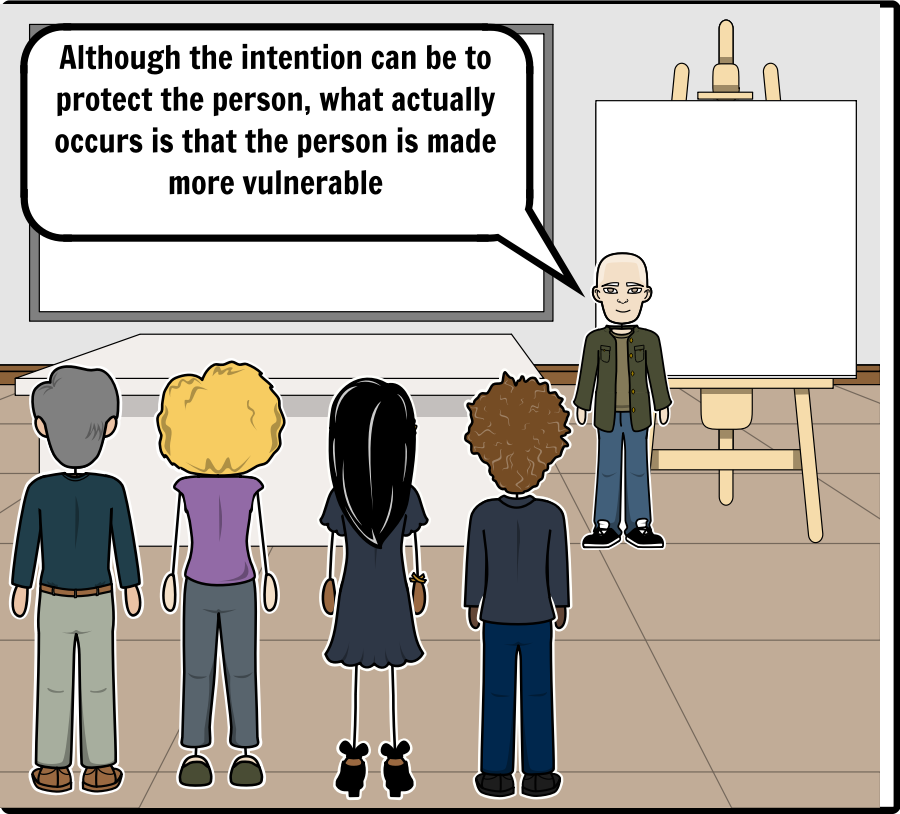 Although the intention can be to
protect the person, what actually
occurs is that the person is made
more vulnerable